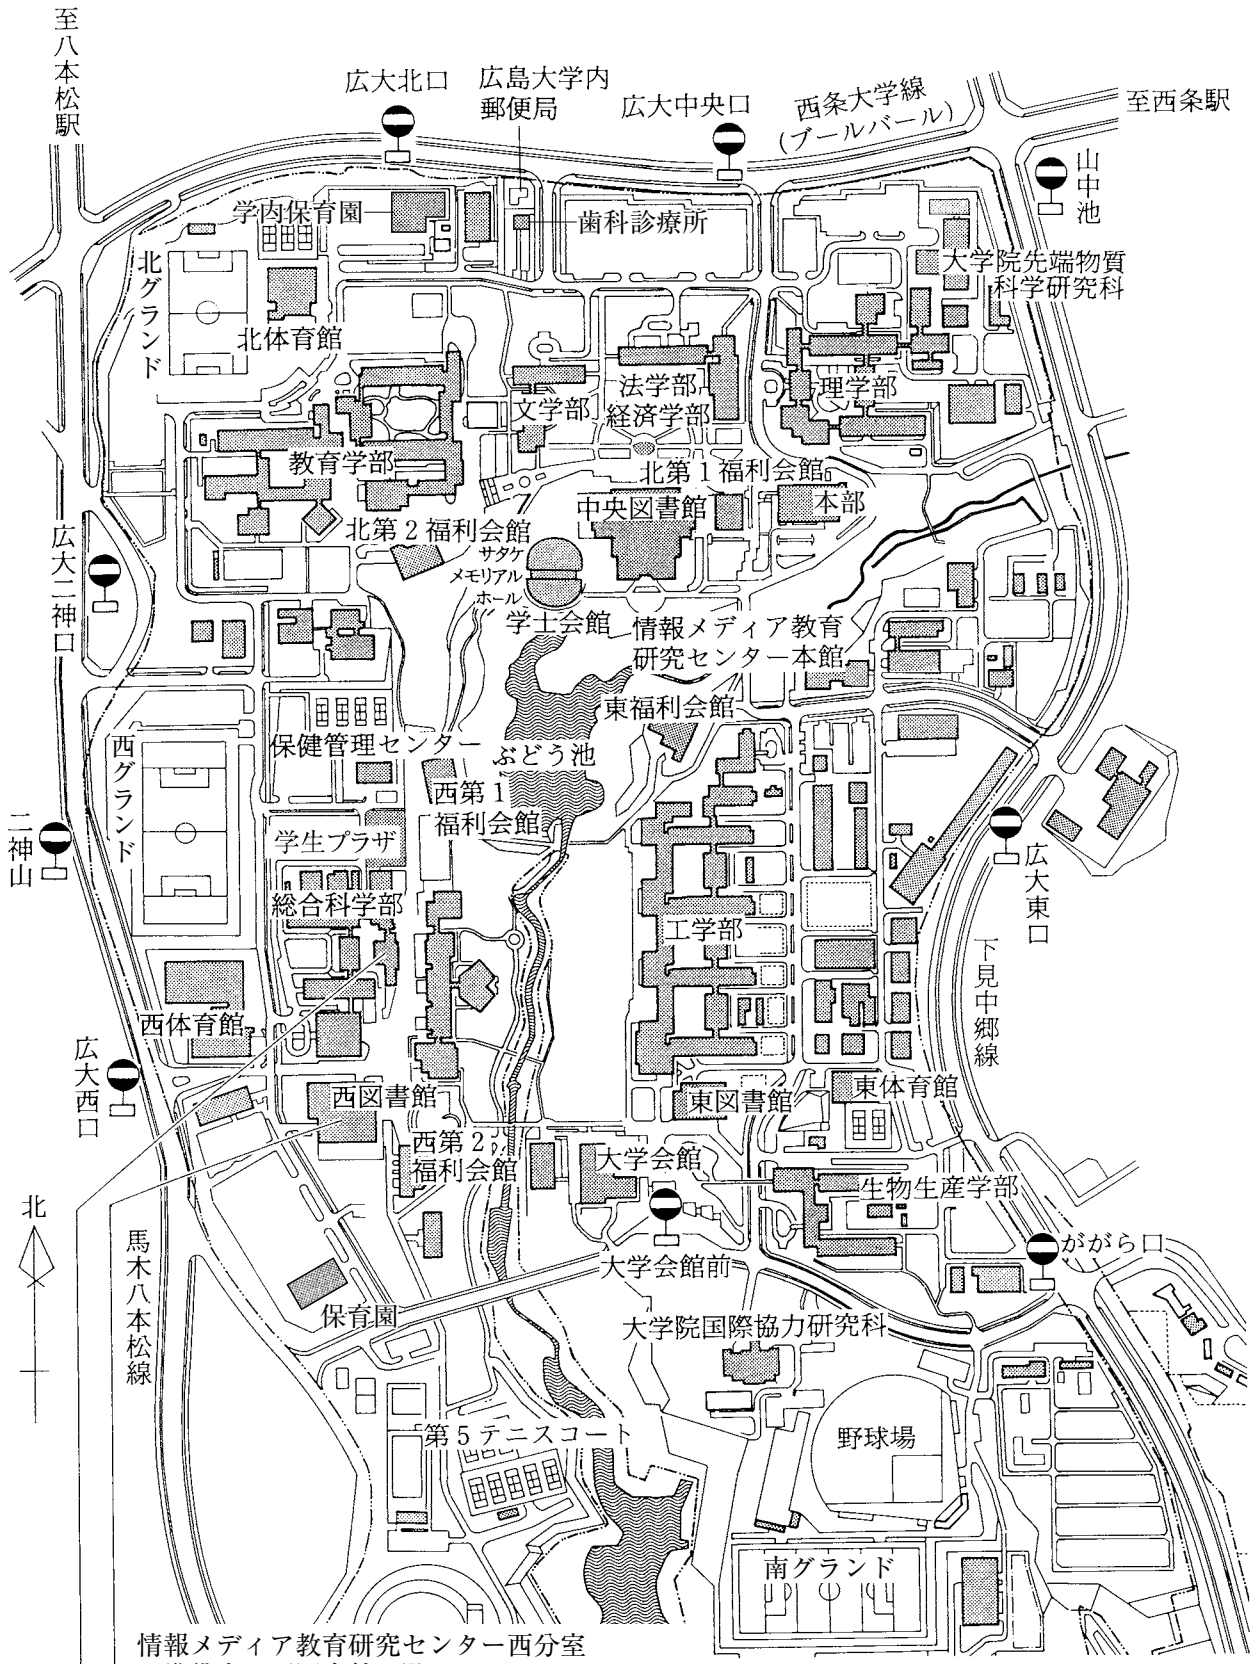 至八本松駅
広大北口
広島大学内
郵便局
広大中央口
西条大学線
(ブールバール)
至西条駅
山中池
学内保育園
歯科診療所
北グランド
大学院先端物質
科学研究科
北体育館
法学部
経済学部
文学部
理学部
教育学部
北第1福利会館
中央図書館
本部
北第2福利会館
サタケ
メモリアル
ホール
学士会館
広大二神口
情報メディア教育
研究センター本館
東福利会館
西グランド
保健管理センター
ぶどう池
西第1
福利会館
二神山
学生プラザ
広大東口
総合科学部
工学部
下見中郷線
西体育館
広大西口
西図書館
東図書館
東体育館
西第2
福利会館
大学会館
生物生産学部
北
馬木八本松線
ががら口
大学会館前
保育園
大学院国際協力研究科
第5テニスコート
野球場
南グランド
情報メディア教育研究センター西分室